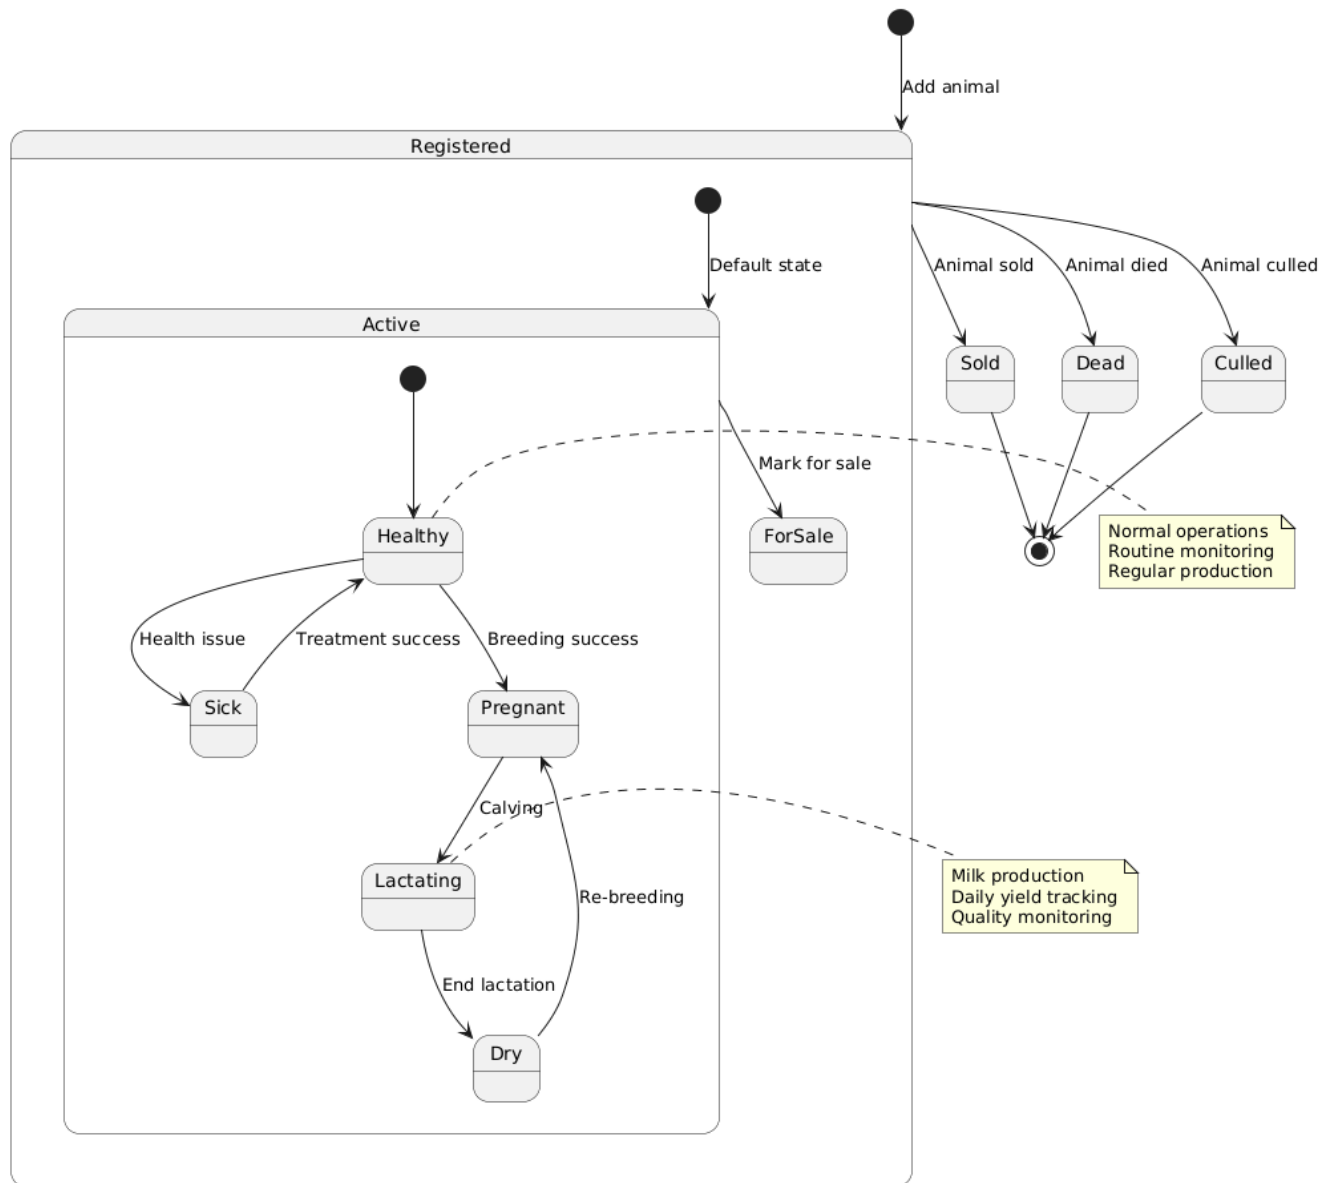 Add animal
Registered
Default state
Animal sold
Animal died
Animal culled
Active
Sold
Dead
Culled
Mark for sale
Healthy
ForSale
Normal operations
Routine monitoring
Regular production
Health issue
Treatment success
Breeding success
Sick
Pregnant
Calving
Lactating
Milk production
Daily yield tracking
Quality monitoring
Re-breeding
End lactation
Dry